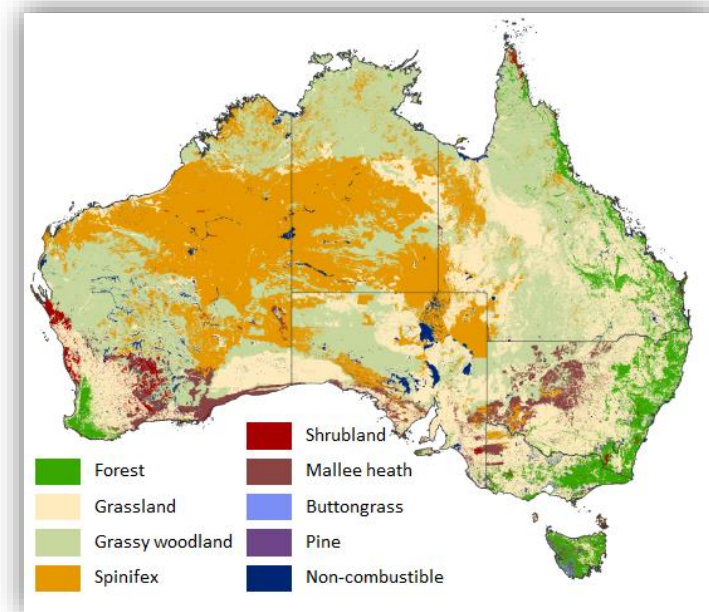 Shrubland
Forest
Mallee heath
Grassland
Buttongrass
Grassy woodland
Pine
Spinifex
Non-combustible